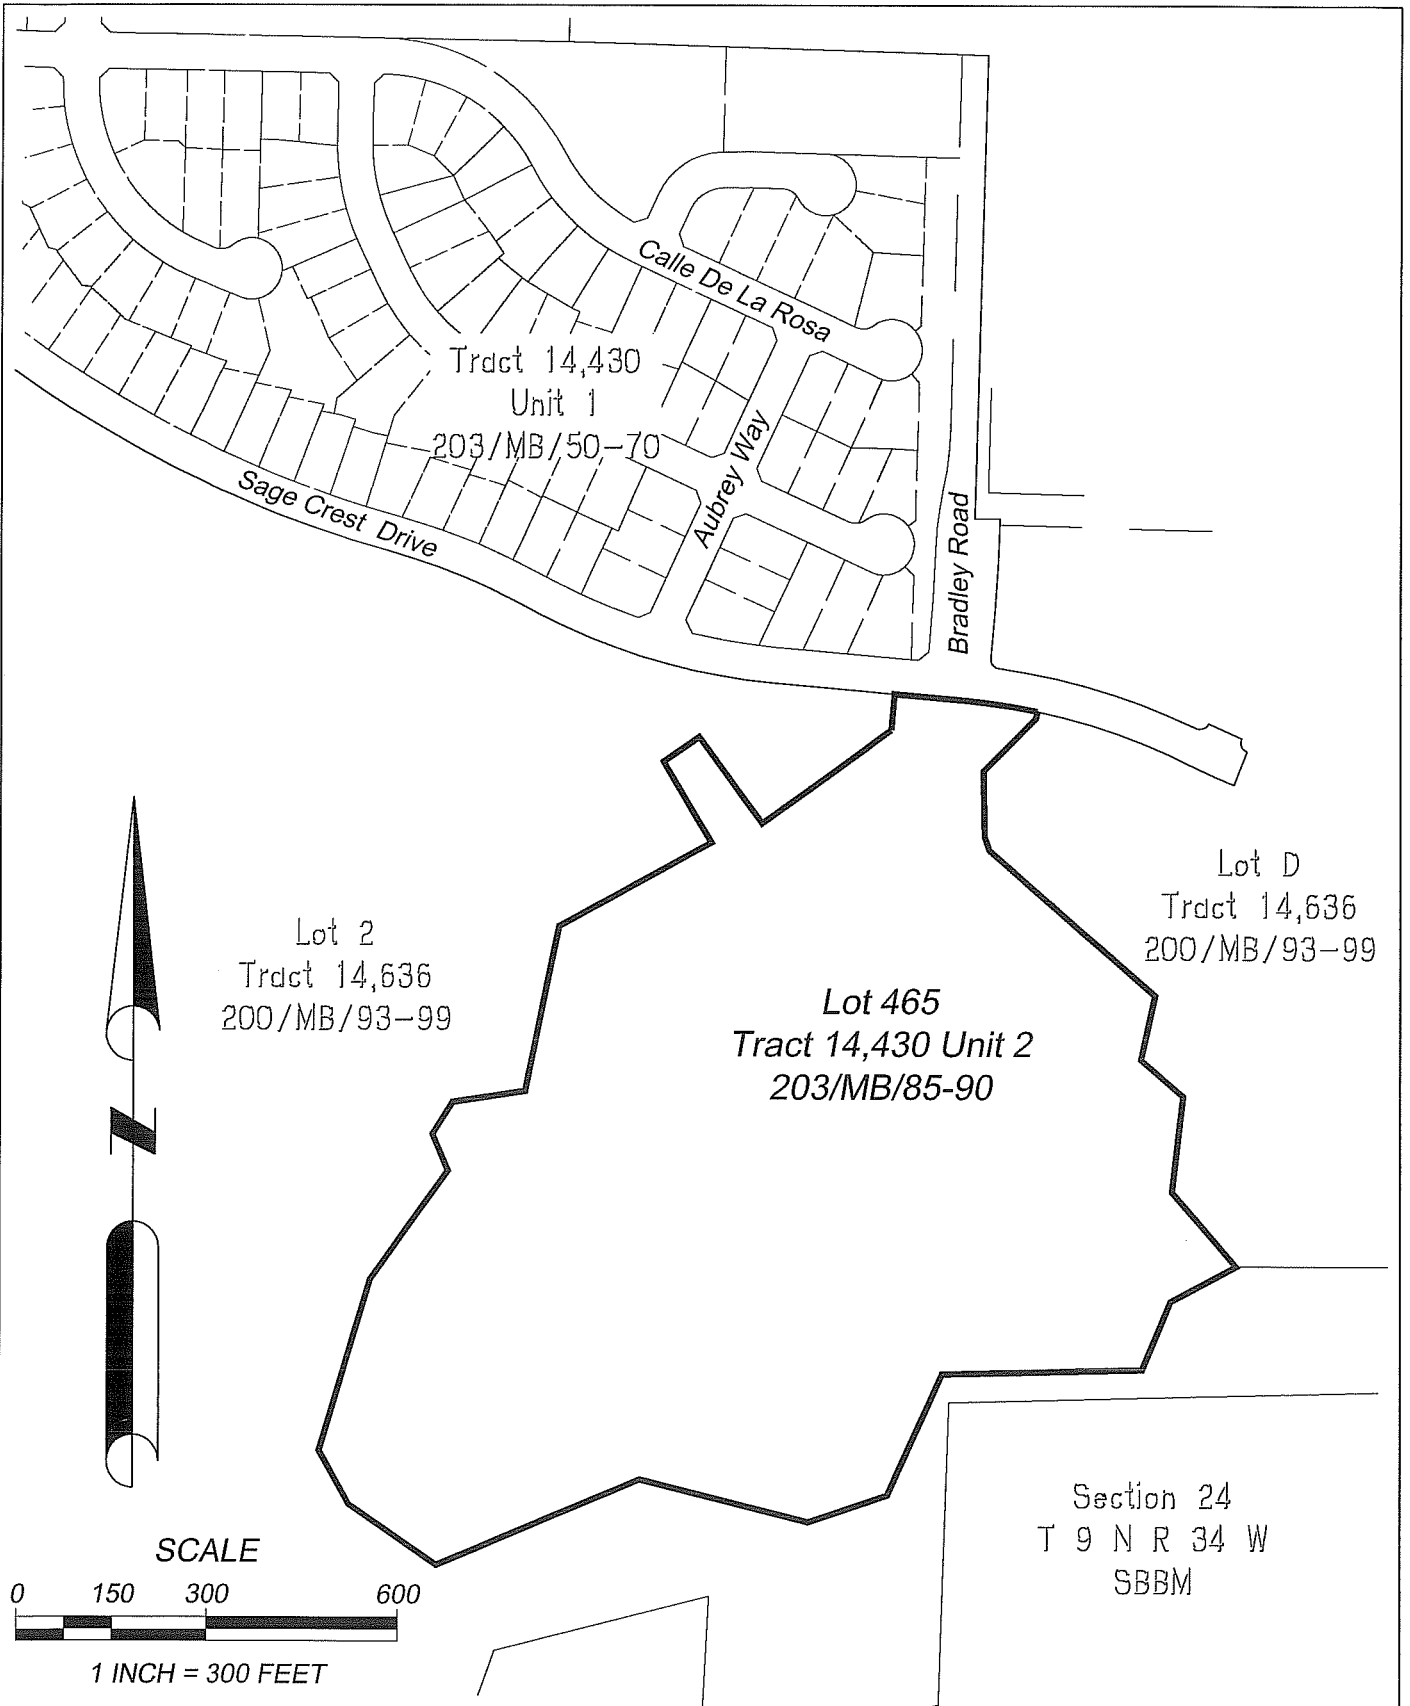 Calle De La Rosa
Tract 14,430
Unit 1
203/MB/50-70
Aubrey Way
Sage Crest Drive
Bradley Road
Lot D
Tract 14,636
200/MB/93-99
Lot 2
Tract 14,636
200/MB/93-99
Lot 465
Tract 14,430 Unit 2
203/MB/85-90
N
Section 24
T 9 N R 34 W
SBBM
SCALE
0 150 300 600
1 INCH = 300 FEET